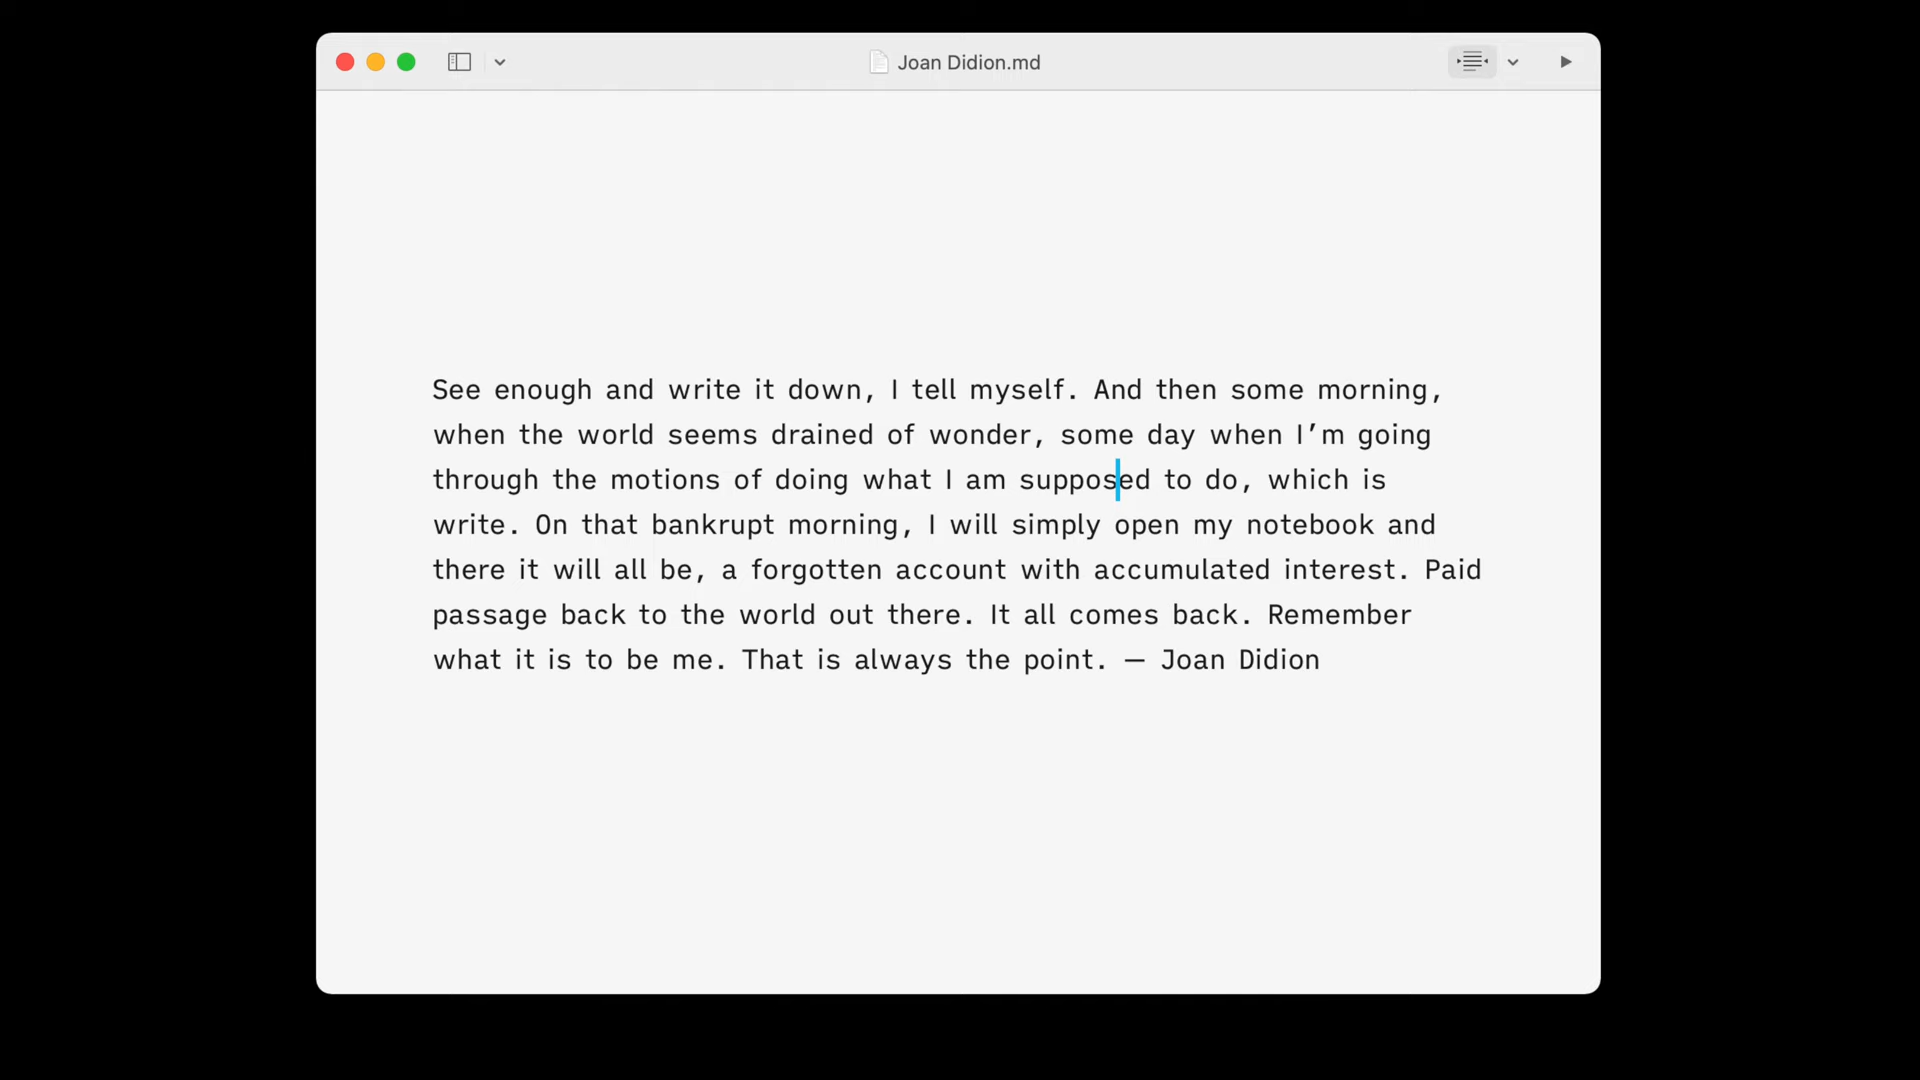 Joan Didion.md
See enough and write it down, I tell myself. And then some morning,
when the world seems drained of wonder, some day when I’m going
through the motions of doing what I am supposed to do, which is
write. On that bankrupt morning, I will simply open my notebook and
there it will all be, a forgotten account with accumulated interest. Paid
passage back to the world out there. It all comes back. Remember
what it is to be me. That is always the point. — Joan Didion